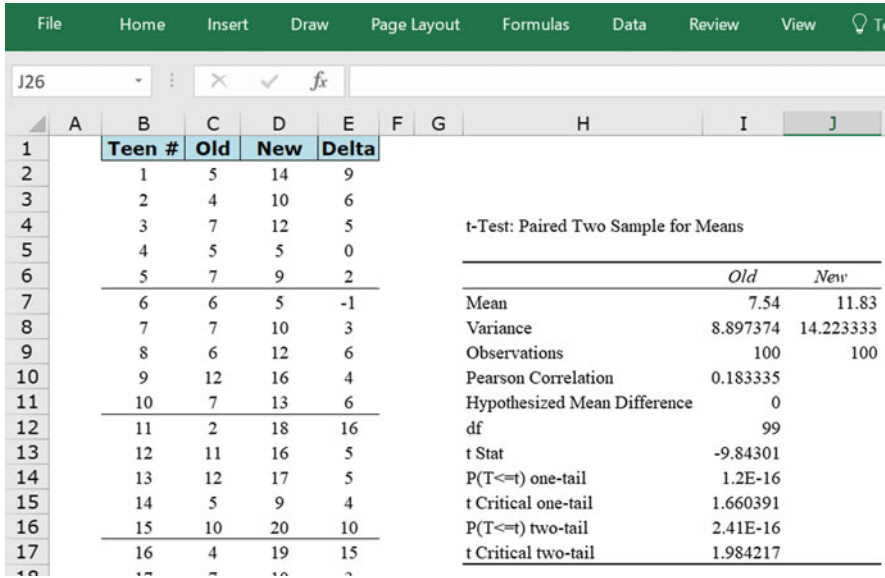 File Home Insert Draw Page Layout Formulas Data Review View
J26 fx
A B C D E F G H I J
1 Teen # Old New Delta
2 1 5 14 9
3 2 4 10 6
4 3 7 12 5 t-Test: Paired Two Sample for Means
5 4 5 5 0
6 5 7 9 2 Old New
7 6 6 5 -1 Mean 7.54 11.83
8 7 7 10 3 Variance 8.897374 14.223333
9 8 6 12 6 Observations 100 100
10 9 12 16 4 Pearson Correlation 0.183335
11 10 7 13 6 Hypothesized Mean Difference 0
12 11 2 18 16 df 99
13 12 11 16 5 t Stat -9.84301
14 13 12 17 5 P(T<=t) one-tail 1.2E-16
15 14 5 9 4 t Critical one-tail 1.660391
16 15 10 20 10 P(T<=t) two-tail 2.41E-16
17 16 4 19 15 t Critical two-tail 1.984217